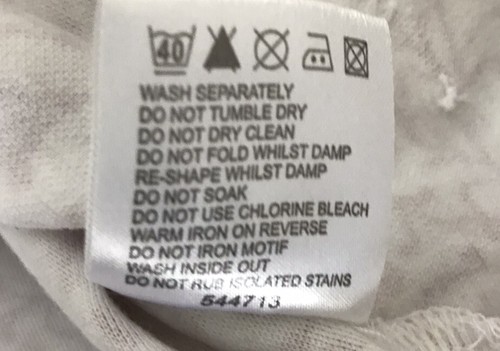 40
WASH SEPARATELY
DO NOT TUMBLE DRY
DO NOT DRY CLEAN
DO NOT FOLD WHILST DAMP
RE-SHAPE WHILST DAMP
DO NOT SOAK
DO NOT USE CHLORINE BLEACH
WARM IRON ON REVERSE
DO NOT IRON MOTIF
WASH INSIDE OUT
DO NOT RUB ISOLATED STAINS
544713